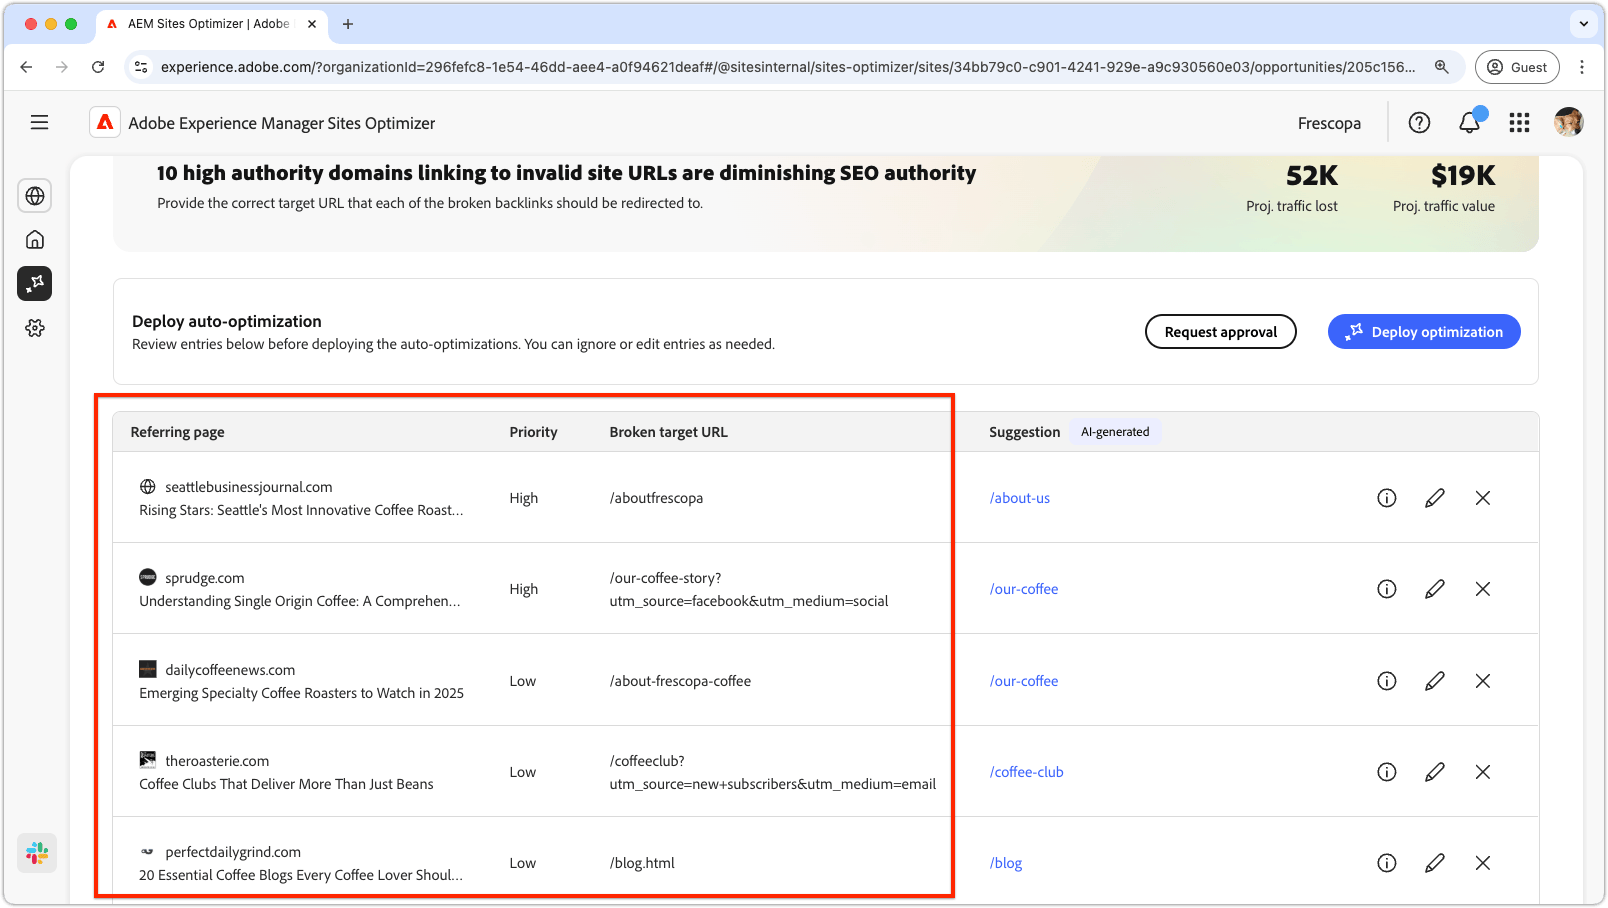 AEM Sites Optimizer | Adobe
experience.adobe.com/?organizationId=296fefc8-1e54-46dd-aee4-a0f94621deaf#/@sitesinternal/sites-optimizer/sites/34bb79c0-c901-4241-929e-a9c930560e03/opportunities/205c156...
Guest
Adobe Experience Manager Sites Optimizer
Frescopa
10 high authority domains linking to invalid site URLs are diminishing SEO authority
52K
$19K
Provide the correct target URL that each of the broken backlinks should be redirected to.
Proj. traffic lost
Proj. traffic value
Deploy auto-optimization
Review entries below before deploying the auto-optimizations. You can ignore or edit entries as needed.
Request approval
Deploy optimization
Referring page
Priority
Broken target URL
Suggestion
AI-generated
seattlebusinessjournal.com
Rising Stars: Seattle's Most Innovative Coffee Roast...
High
/aboutfrescopa
/about-us
sprudge.com
Understanding Single Origin Coffee: A Comprehen...
High
/our-coffee-story?
utm_source=facebook&utm_medium=social
/our-coffee
dailycoffeenews.com
Emerging Specialty Coffee Roasters to Watch in 2025
Low
/about-frescopa-coffee
/our-coffee
theroasterie.com
Coffee Clubs That Deliver More Than Just Beans
Low
/coffeeclub?
utm_source=new+subscribers&utm_medium=email
/coffee-club
perfectdailygrind.com
20 Essential Coffee Blogs Every Coffee Lover Shoul...
Low
/blog.html
/blog